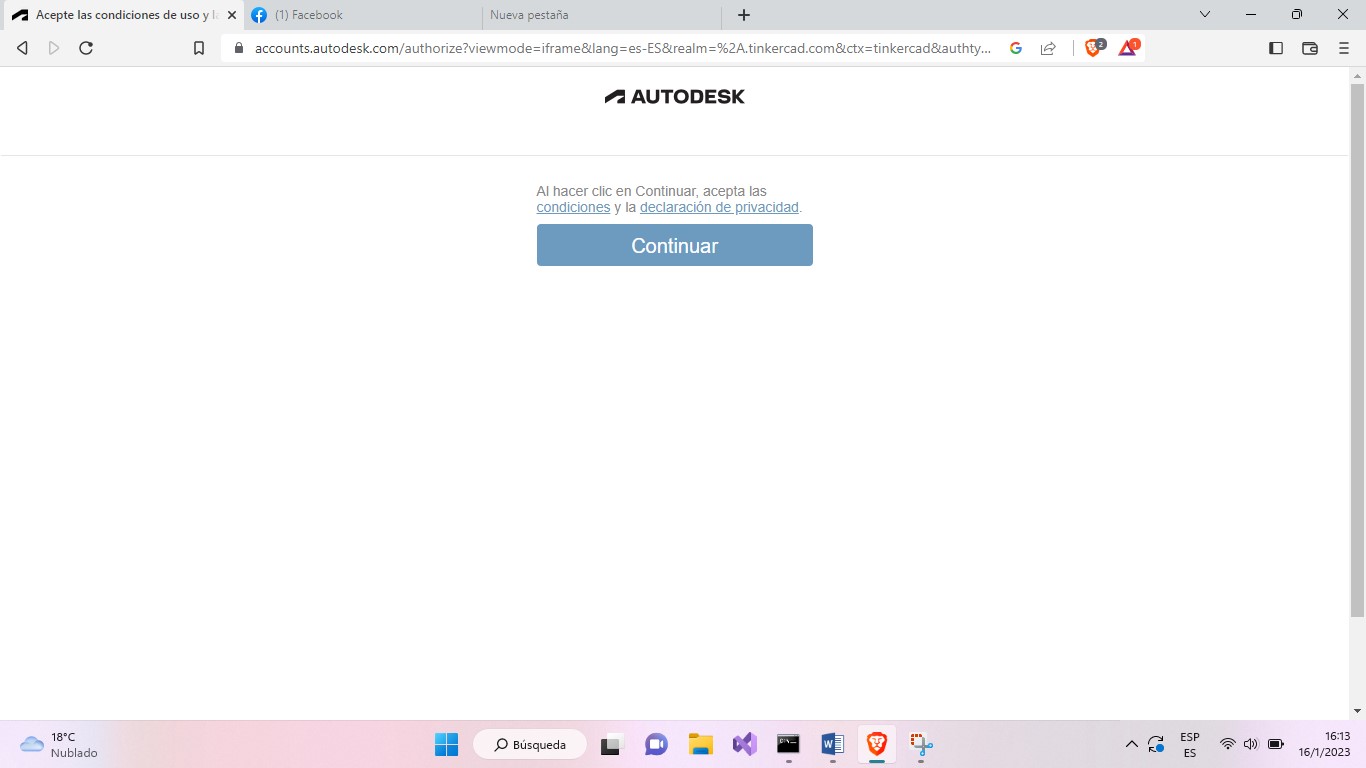 Acepte las condiciones de uso y la
(1) Facebook
Nueva pestaña
accounts.autodesk.com/authorize?viewmode=iframe&lang=es-ES&realm=%2A.tinkercad.com&ctx=tinkercad&authty...
2
1
AUTODESK
Al hacer clic en Continuar, acepta las
condiciones y la declaración de privacidad.
Continuar
18°C
Nublado
Búsqueda
ESP
ES
16:13
16/1/2023